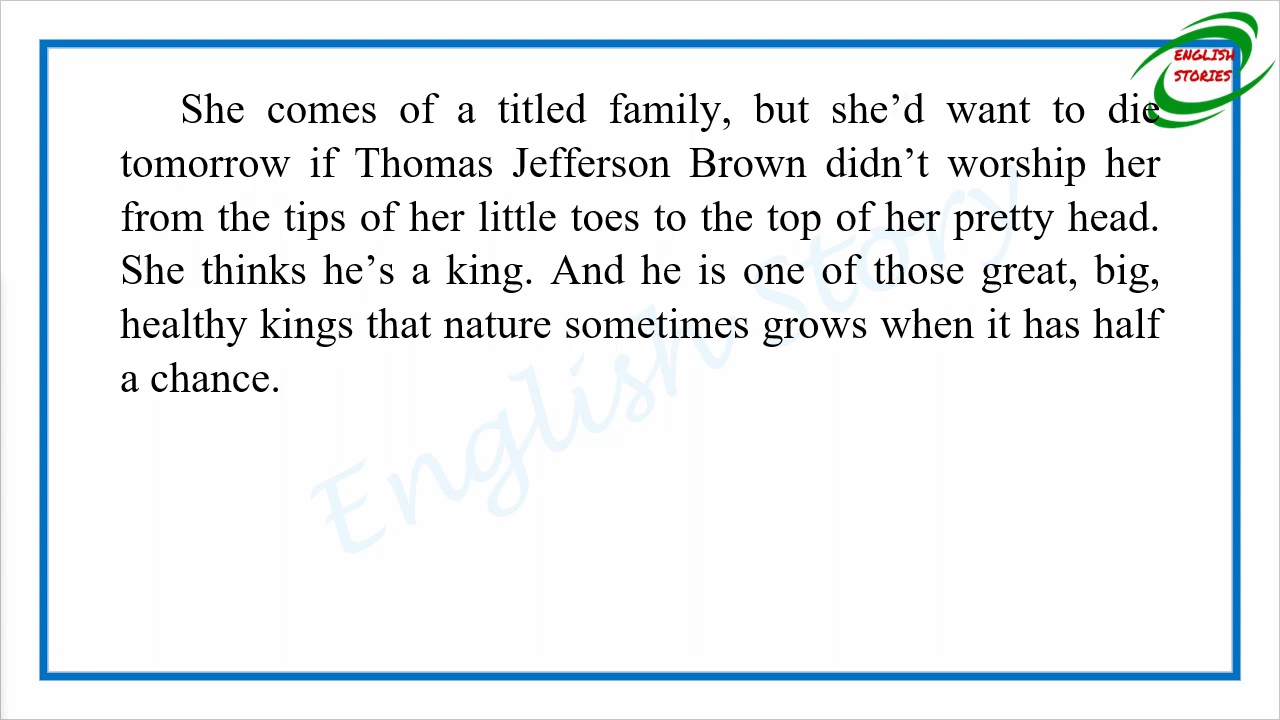 ENGLISH
STORIES
She comes of a titled family, but she’d want to die
tomorrow if Thomas Jefferson Brown didn’t worship her
from the tips of her little toes to the top of her pretty head.
She thinks he’s a king. And he is one of those great, big,
healthy kings that nature sometimes grows when it has half
a chance.
English Story